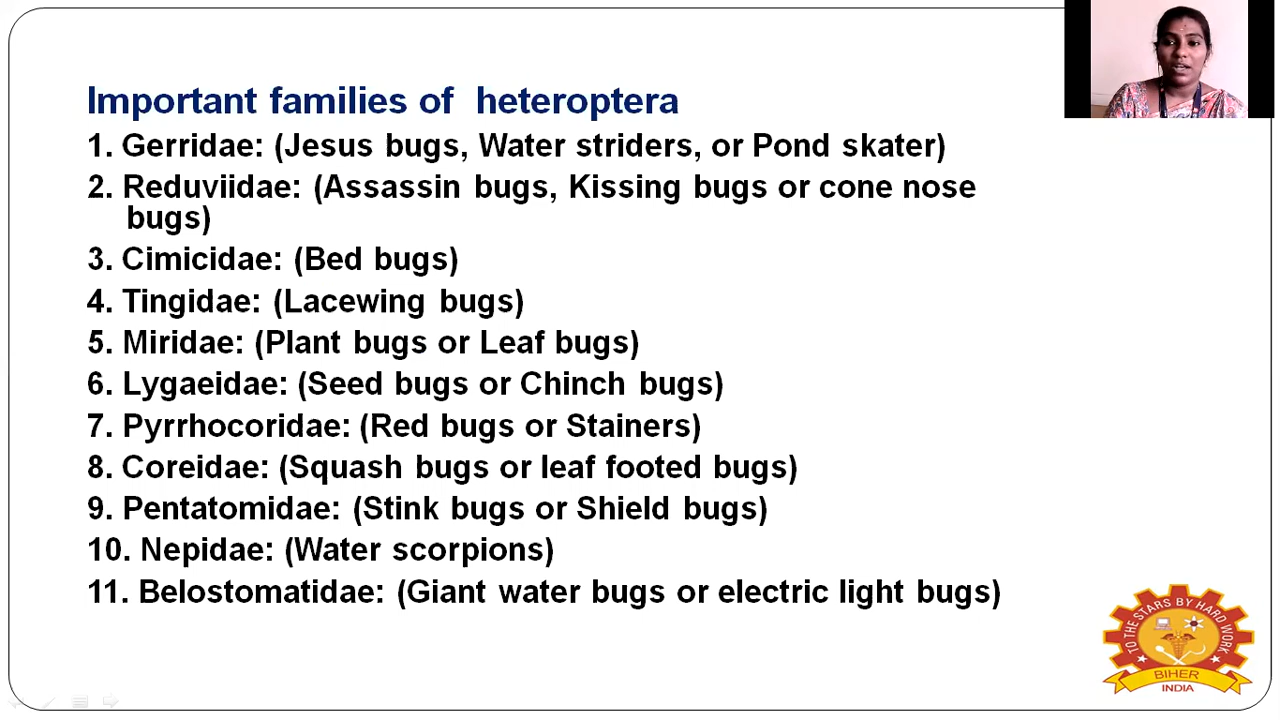 Important families of heteroptera
1. Gerridae: (Jesus bugs, Water striders, or Pond skater)
2. Reduviidae: (Assassin bugs, Kissing bugs or cone nose
bugs)
3. Cimicidae: (Bed bugs)
4. Tingidae: (Lacewing bugs)
5. Miridae: (Plant bugs or Leaf bugs)
6. Lygaeidae: (Seed bugs or Chinch bugs)
7. Pyrrhocoridae: (Red bugs or Stainers)
8. Coreidae: (Squash bugs or leaf footed bugs)
9. Pentatomidae: (Stink bugs or Shield bugs)
10. Nepidae: (Water scorpions)
11. Belostomatidae: (Giant water bugs or electric light bugs)
TO THE STARS BY HARD WORK
BIHER
INDIA